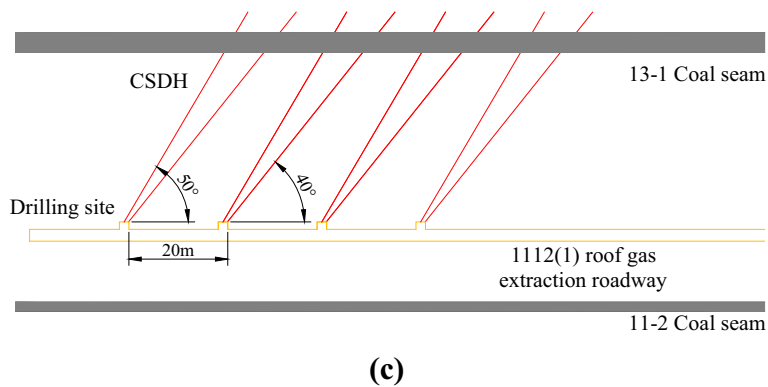 CSDH
13-1 Coal seam
50°
40°
Drilling site
20m
1112(1) roof gas
extraction roadway
11-2 Coal seam
(c)